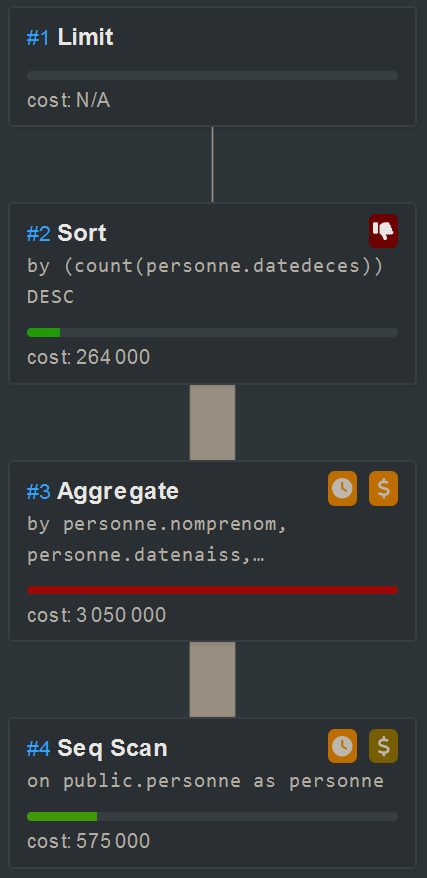 #1 Limit
cost: N/A
#2 Sort
by (count(personne.datedeces))
DESC
cost: 264 000
#3 Aggregate
by personne.nomprenom,
personne.datenaiss,…
cost: 3 050 000
#4 Seq Scan
on public.personne as personne
cost: 575 000